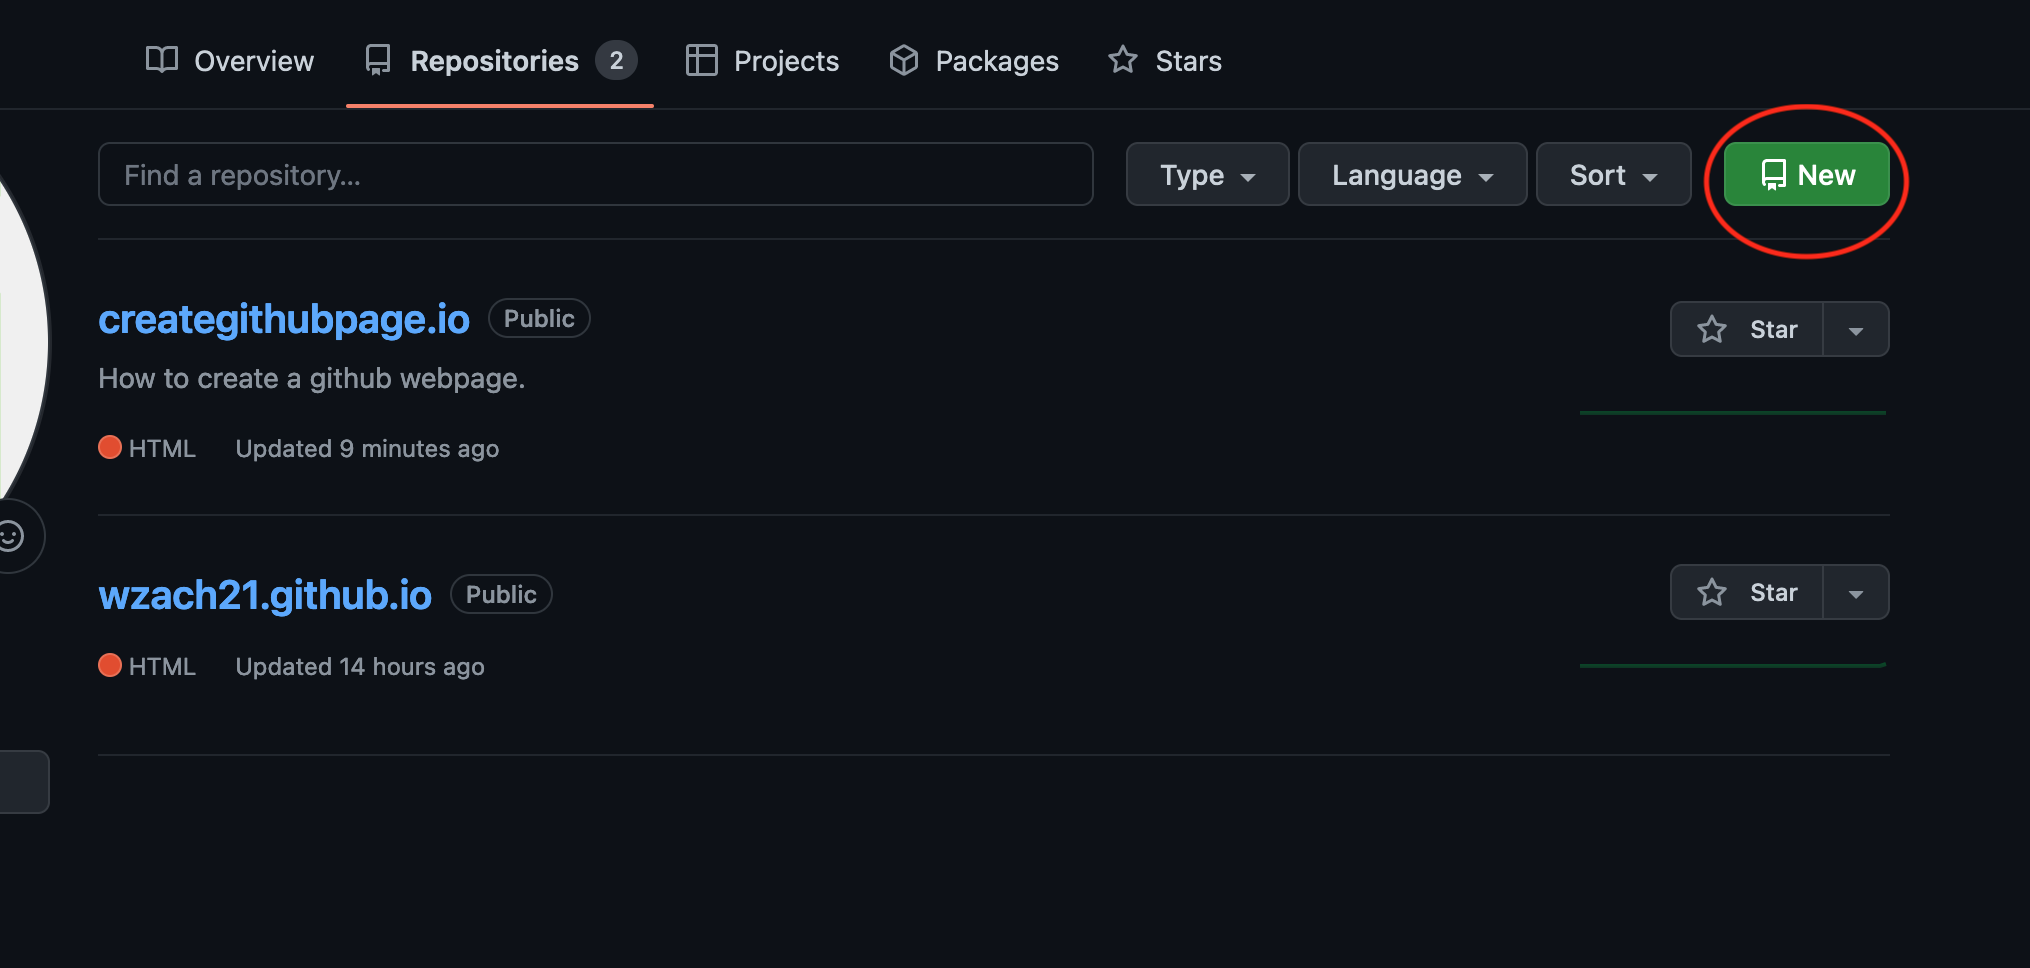 Overview Repositories 2 Projects Packages Stars
Find a repository... Type Language Sort New
creategithubpage.io Public Star
How to create a github webpage.
HTML Updated 9 minutes ago
wzach21.github.io Public Star
HTML Updated 14 hours ago